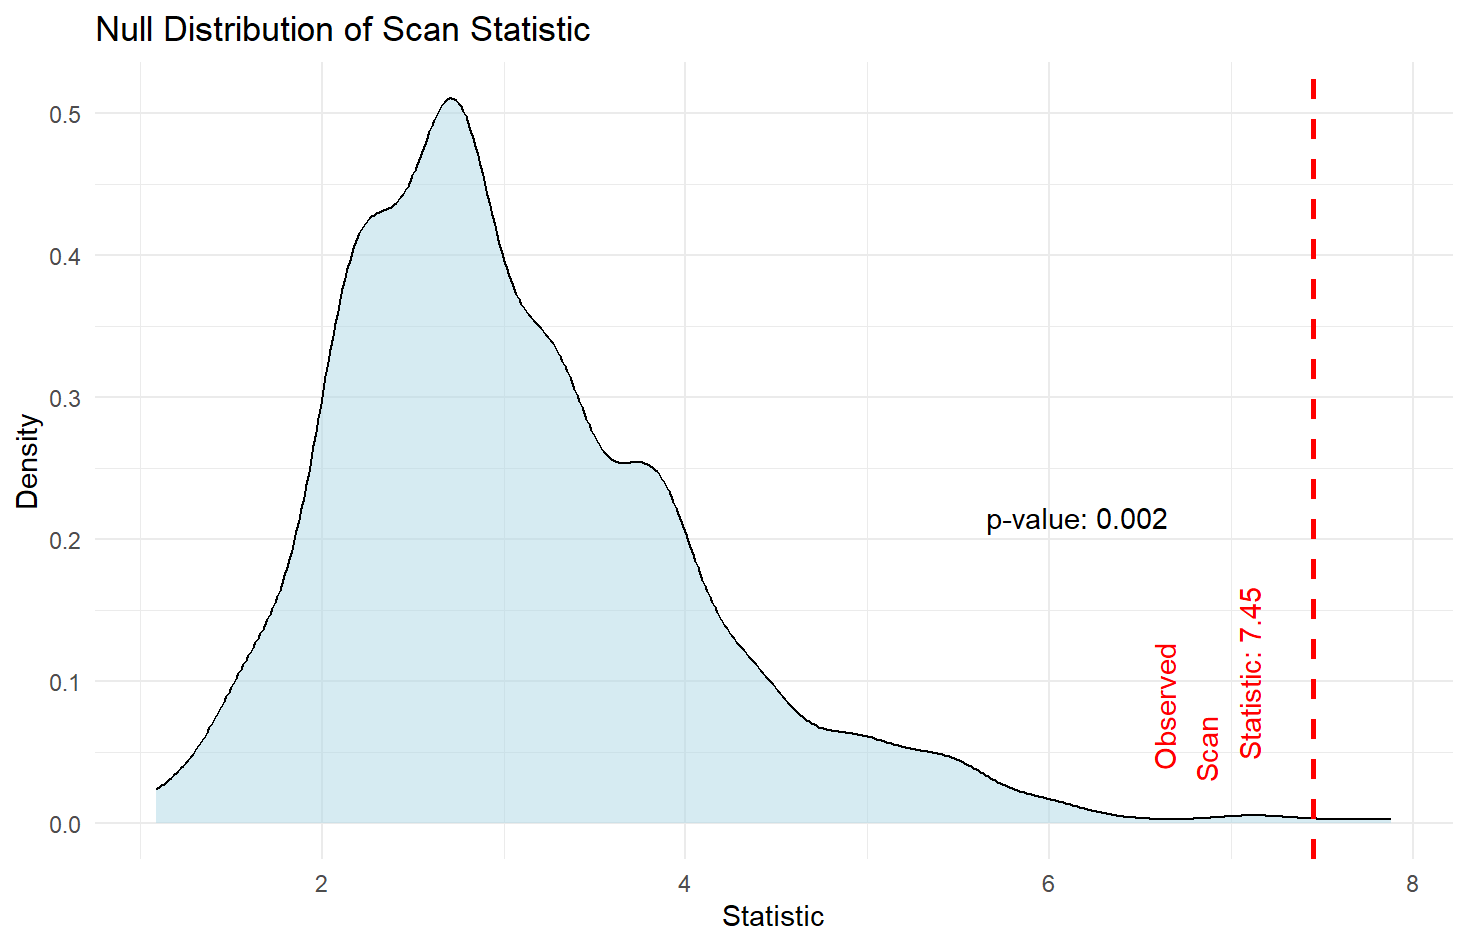 Null Distribution of Scan Statistic
Density
0.5
0.4
0.3
0.2
0.1
0.0
p-value: 0.002
Observed
Scan
Statistic: 7.45
2
4
6
8
Statistic